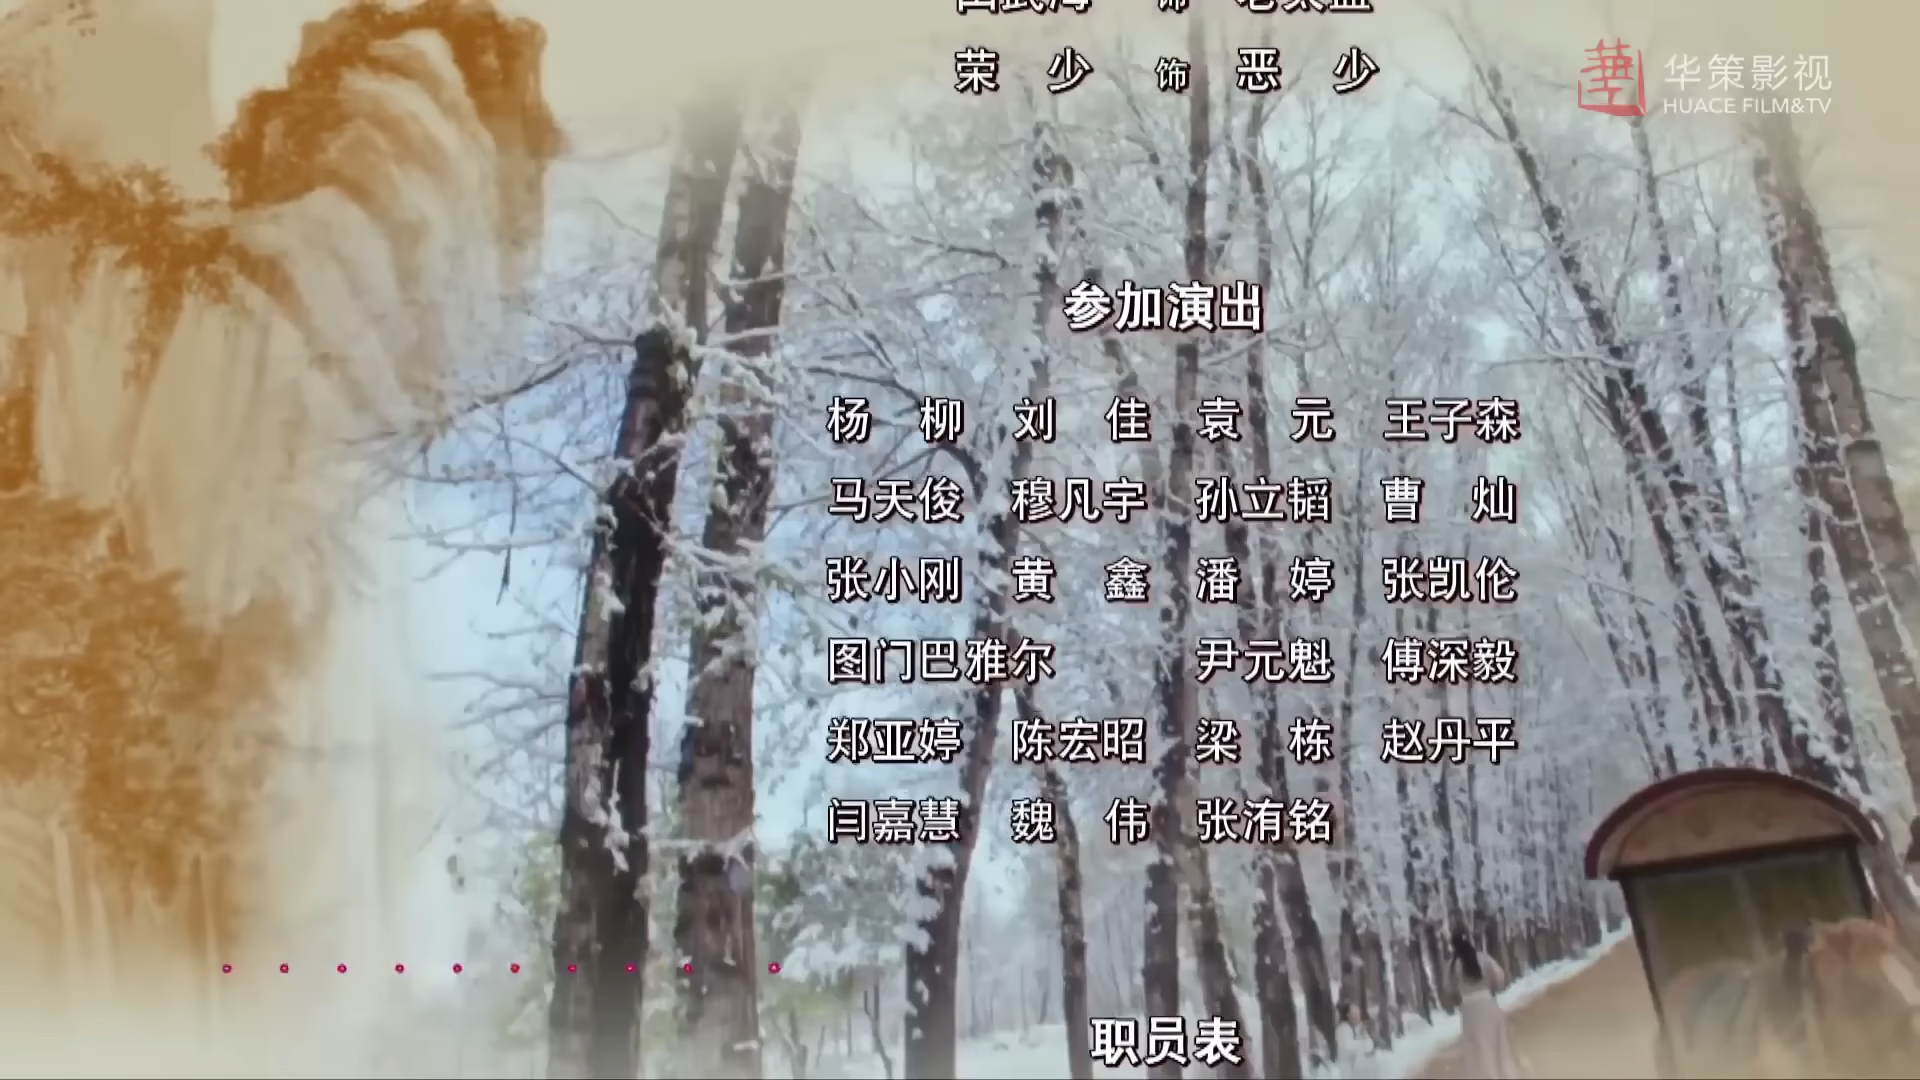 荣少 饰 恶少
华策影视
HUACE FILM&TV
参加演出
杨柳 刘佳 袁元 王子森
马天俊 穆凡宇 孙立韬 曹灿
张小刚 黄鑫 潘婷 张凯伦
图门巴雅尔 尹元魁 傅深毅
郑亚婷 陈宏昭 梁栋 赵丹平
闫嘉慧 魏伟 张洧铭
职员表